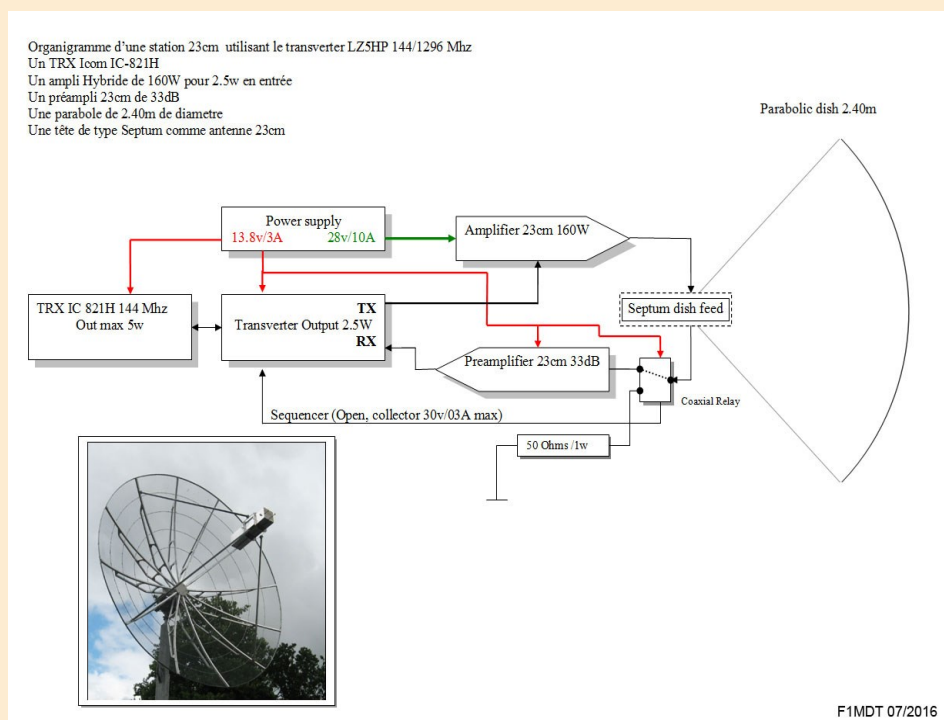 Organigramme d'une station 23cm utilisant le transverter LZ5HP 144/1296 Mhz
Un TRX Icom IC-821H
Un ampli Hybride de 160W pour 2.5w en entrée
Un préampli 23cm de 33dB
Une parabole de 2.40m de diametre
Une tête de type Septum comme antenne 23cm
Parabolic dish 2.40m
Power supply
13.8v/3A 28v/10A
Amplifier 23cm 160W
TRX IC 821H 144 Mhz
Out max 5w
TX
Transverter Output 2.5W
RX
Septum dish feed
Preamplifier 23cm 33dB
Coaxial Relay
Sequencer (Open, collector 30v/03A max)
50 Ohms /1w
F1MDT 07/2016